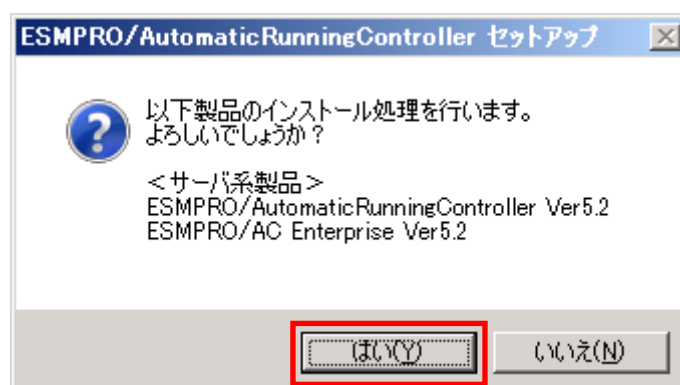 ESMPRO/AutomaticRunningController セットアップ
以下製品のインストール処理を行います。
よろしいでしょうか？
＜サーバ系製品＞
ESMPRO/AutomaticRunningController Ver5.2
ESMPRO/AC Enterprise Ver5.2
はい(Y) いいえ(N)